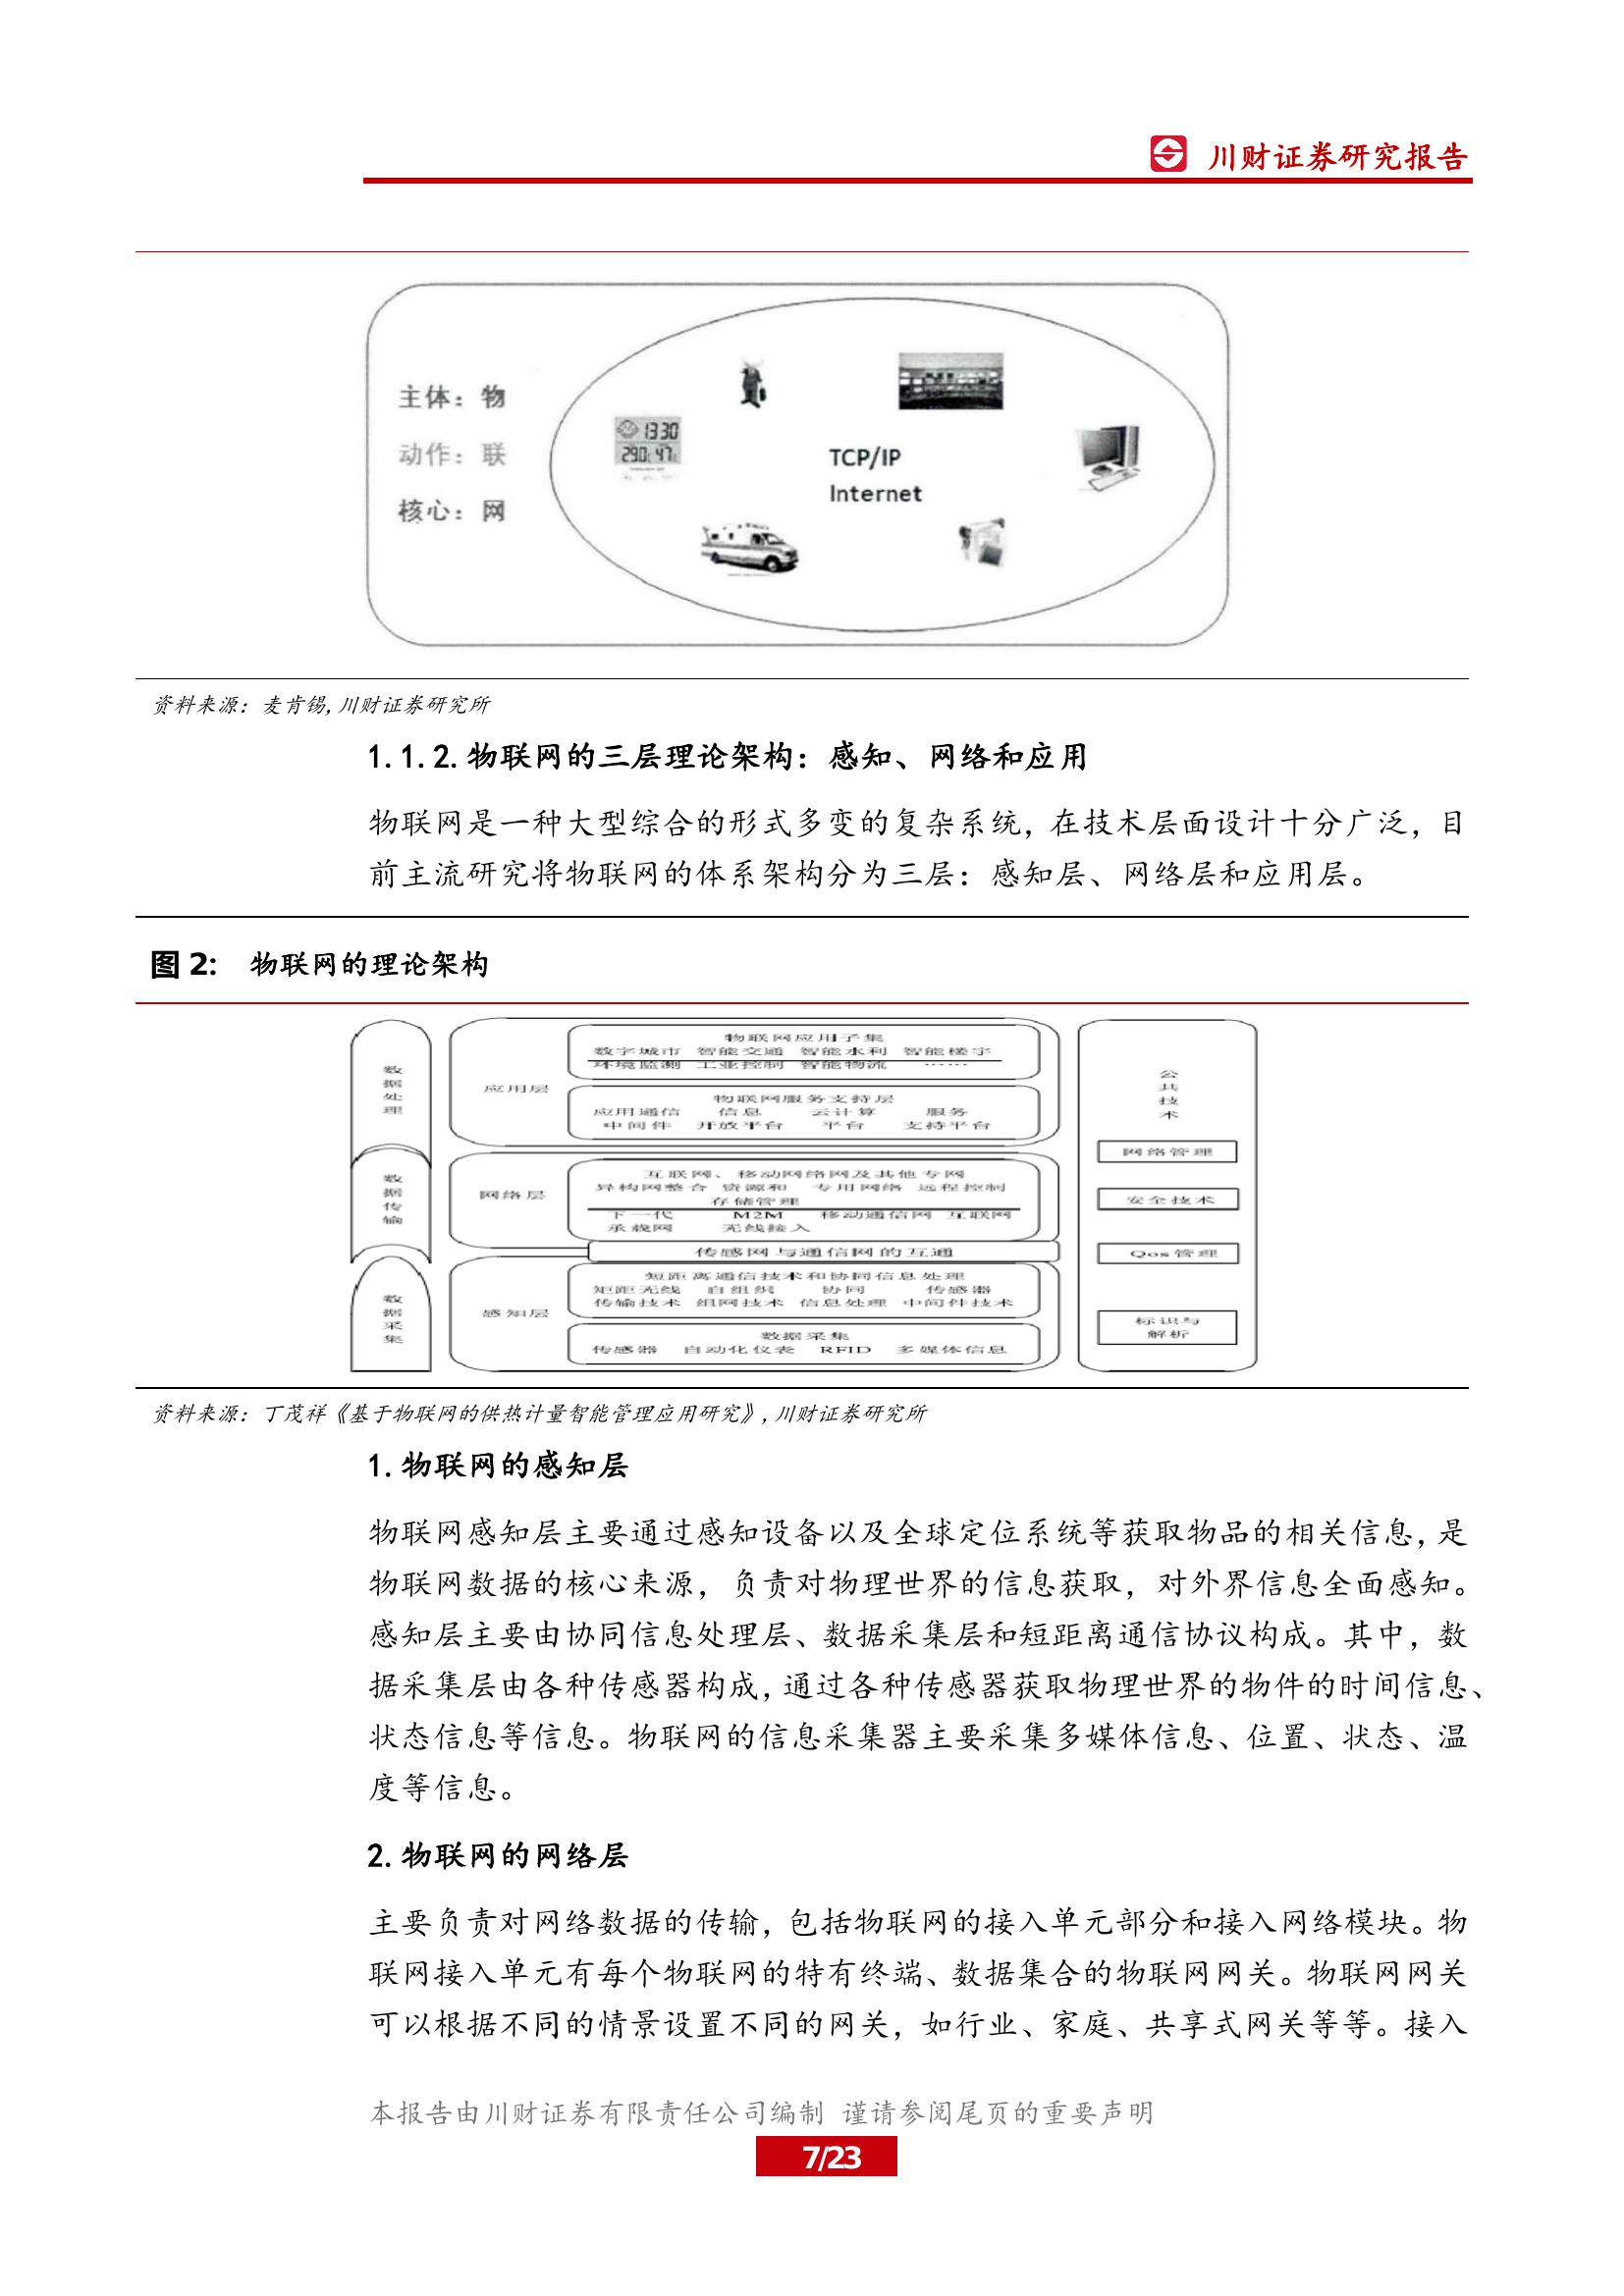 川财证券研究报告
主体：物
动作：联
核心：网
1330
29.0 47
TCP/IP
Internet
资料来源：麦肯锡,川财证券研究所
1.1.2.物联网的三层理论架构：感知、网络和应用
物联网是一种大型综合的形式多变的复杂系统，在技术层面设计十分广泛，目
前主流研究将物联网的体系架构分为三层：感知层、网络层和应用层。
图 2: 物联网的理论架构
数据处理
数据传输
数据采集
应用层
物联网应用子集
数字城市 智能交通 智能水利 智能楼宇
环境监测 工业控制 智能物流 ……
物联网服务支持层
应用通信 信息 云计算 服务
中间件 开放平台 平台 支持平台
网络层
互联网、移动网络网及其他专网
异构网整合 资源和 专用网络 远程控制
存储管理
下一代 M2M 移动通信网 互联网
承载网 无线接入
传感网与通信网的互通
感知层
短距离通信技术和协同信息处理
矩距无线 自组织 协同 传感器
传输技术 组网技术 信息处理 中间件技术
数据采集
传感器 自动化仪表 RFID 多媒体信息
公共技术
网络管理
安全技术
Qos管理
标识与
解析
资料来源：丁茂祥《基于物联网的供热计量智能管理应用研究》,川财证券研究所
1.物联网的感知层
物联网感知层主要通过感知设备以及全球定位系统等获取物品的相关信息，是
物联网数据的核心来源，负责对物理世界的信息获取，对外界信息全面感知。
感知层主要由协同信息处理层、数据采集层和短距离通信协议构成。其中，数
据采集层由各种传感器构成，通过各种传感器获取物理世界的物件的时间信息、
状态信息等信息。物联网的信息采集器主要采集多媒体信息、位置、状态、温
度等信息。
2.物联网的网络层
主要负责对网络数据的传输，包括物联网的接入单元部分和接入网络模块。物
联网接入单元有每个物联网的特有终端、数据集合的物联网网关。物联网网关
可以根据不同的情景设置不同的网关，如行业、家庭、共享式网关等等。接入
本报告由川财证券有限责任公司编制 谨请参阅尾页的重要声明
7/23